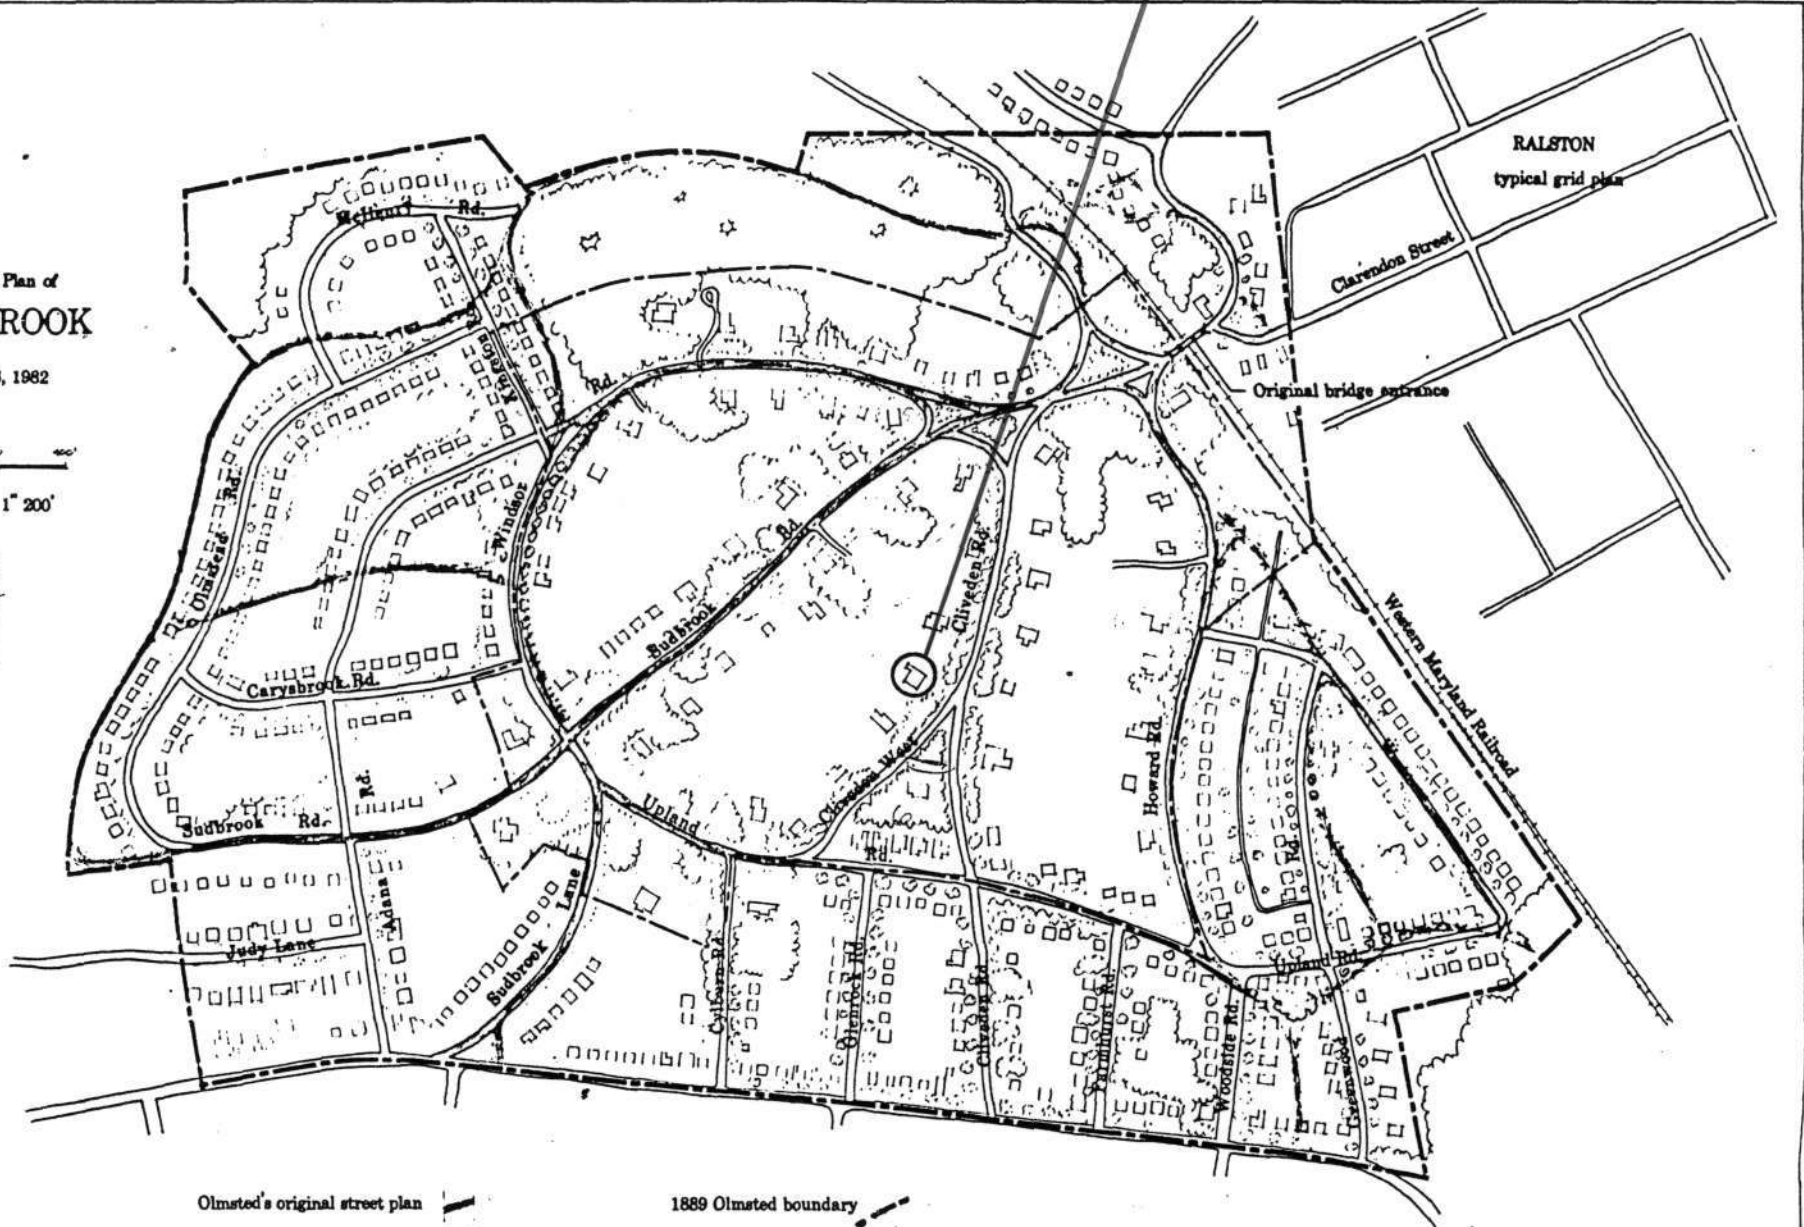 Plan of
ROOK
, 1982
1" 200'
RALSTON
typical grid plan
Clarendon Street
Original bridge entrance
Western Maryland Railroad
Rd.
Rd.
Windsor
Olmstead
Rd.
Carysbrook Rd.
Sudbrook
Rd.
Cliveden Rd.
Cliveden West
Howard Rd.
Sudbrook Rd.
Rd.
Upland
Rd.
Rd.
Adana
Judy Lane
Sudbrook
Lane
Cylburn Rd.
Glenrock Rd.
Cliveden Rd.
Farmhurst Rd.
Woodside Rd.
Greenwood
Upland Rd.
Olmsted's original street plan
1889 Olmsted boundary